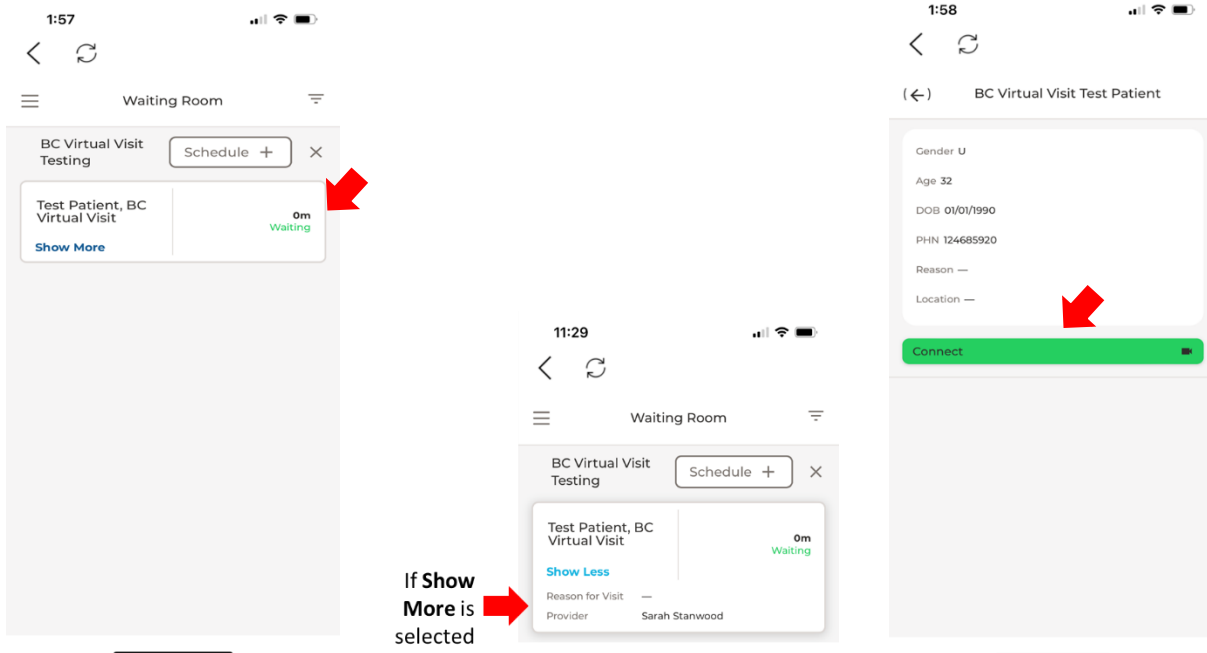 1:57
Waiting Room
BC Virtual Visit
Testing
Schedule +
Test Patient, BC
Virtual Visit
0m
Waiting
Show More
If Show
More is
selected
11:29
Waiting Room
BC Virtual Visit
Testing
Schedule +
Test Patient, BC
Virtual Visit
0m
Waiting
Show Less
Reason for Visit —
Provider Sarah Stanwood
1:58
BC Virtual Visit Test Patient
Gender U
Age 32
DOB 01/01/1990
PHN 124685920
Reason —
Location —
Connect